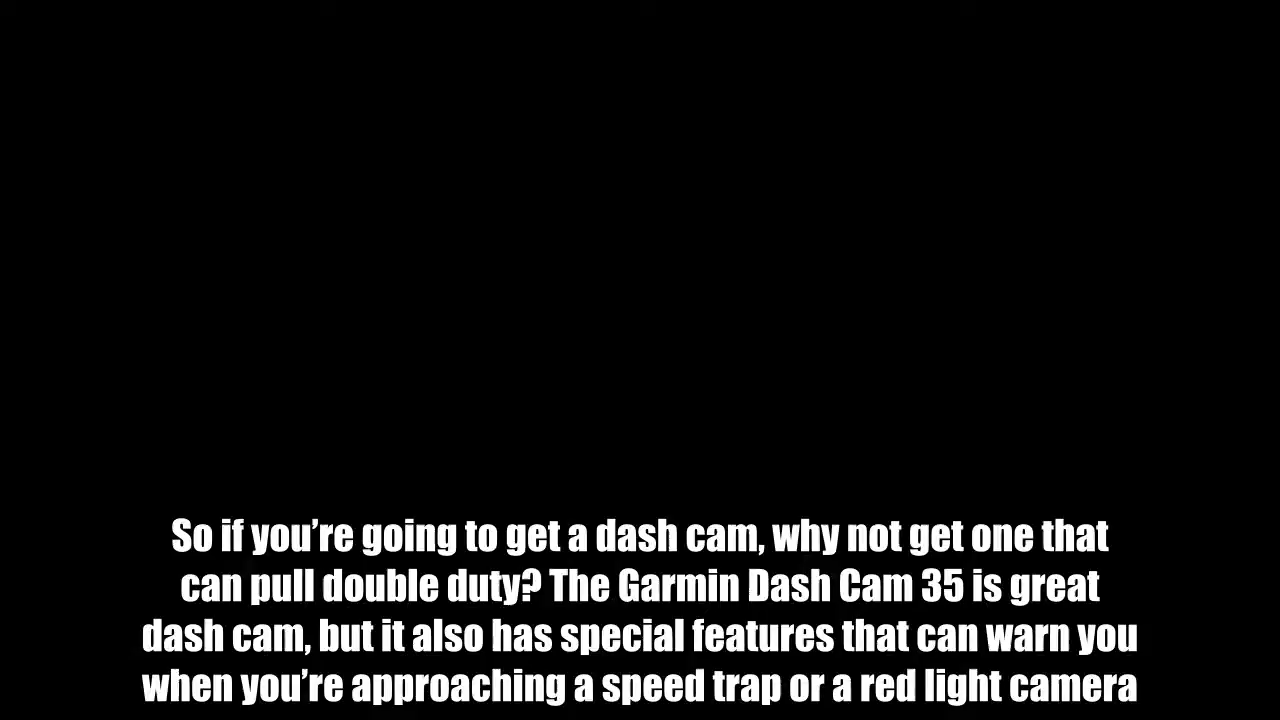 So if you’re going to get a dash cam, why not get one that
can pull double duty? The Garmin Dash Cam 35 is great
dash cam, but it also has special features that can warn you
when you’re approaching a speed trap or a red light camera